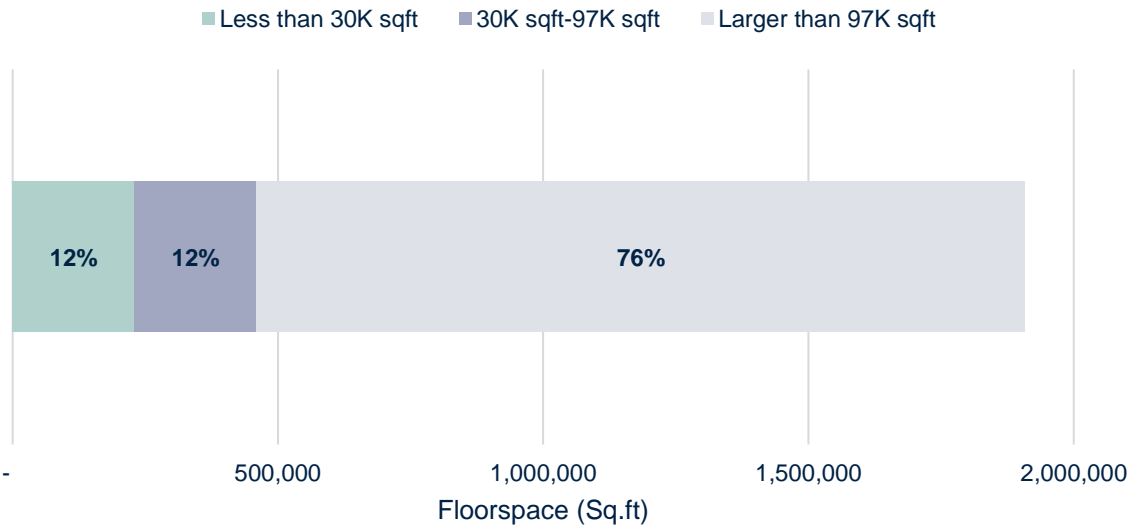 Less than 30K sqft 30K sqft-97K sqft Larger than 97K sqft
12% 12% 76%
- 500,000 1,000,000 1,500,000 2,000,000
Floorspace (Sq.ft)